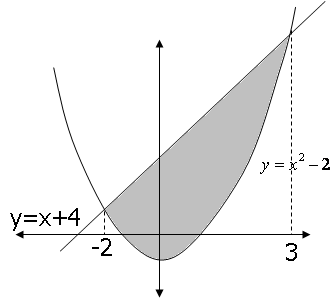 y = x² – 2
y=x+4
-2
3